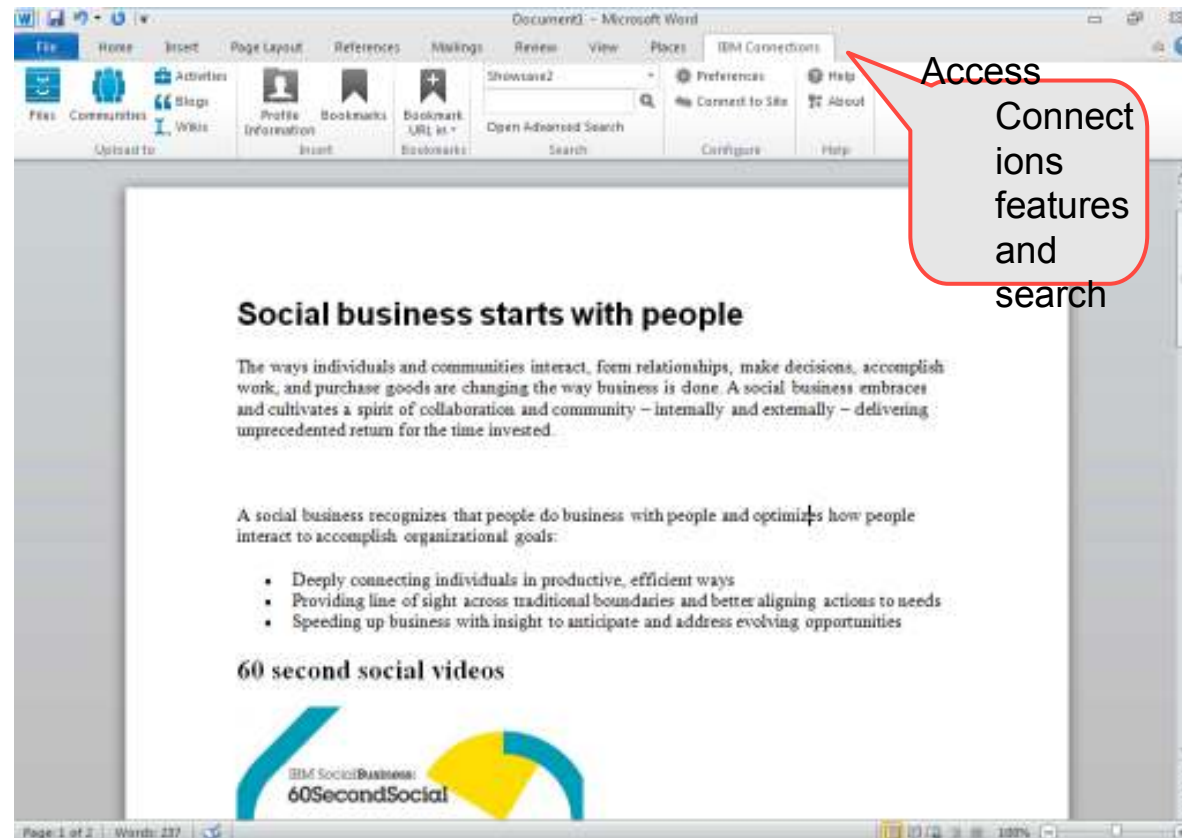 Document1 - Microsoft Word
File Home Insert Page Layout References Mailings Review View Places IBM Connections
Files Communities Activities Blogs Wikis
Upload to
Profile Information Bookmarks
Insert
Bookmark URL in
Bookmarks
Showcase2
Open Advanced Search
Search
Preferences
Connect to Site
Configure
Help
About
Help
Access
Connect
ions
features
and
search
Social business starts with people
The ways individuals and communities interact, form relationships, make decisions, accomplish
work, and purchase goods are changing the way business is done. A social business embraces
and cultivates a spirit of collaboration and community – internally and externally – delivering
unprecedented return for the time invested.
A social business recognizes that people do business with people and optimizes how people
interact to accomplish organizational goals:
• Deeply connecting individuals in productive, efficient ways
• Providing line of sight across traditional boundaries and better aligning actions to needs
• Speeding up business with insight to anticipate and address evolving opportunities
60 second social videos
IBM SocialBusiness:
60SecondSocial
Page: 1 of 2 Words: 237 100%